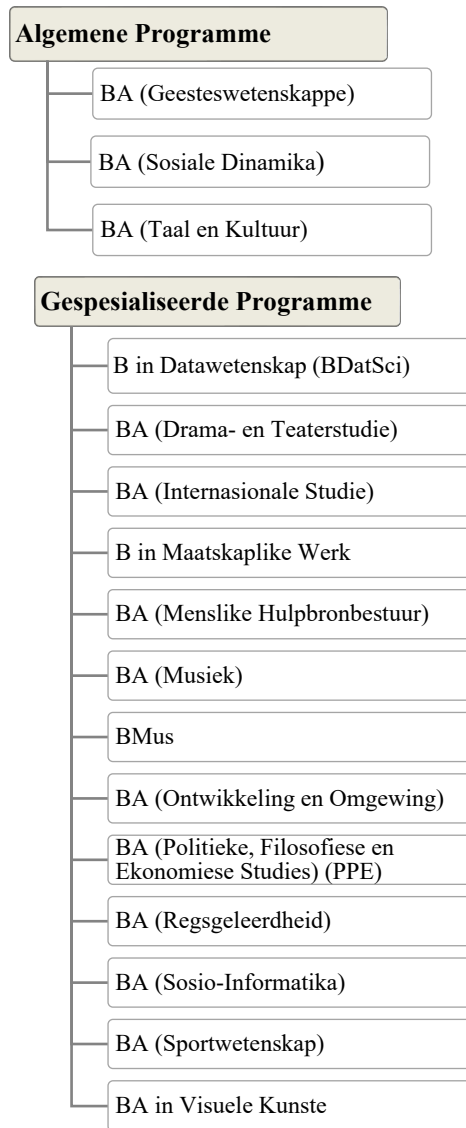 Algemene Programme
BA (Geesteswetenskappe)
BA (Sosiale Dinamika)
BA (Taal en Kultuur)
Gespesialiseerde Programme
B in Datawetenskap (BDatSci)
BA (Drama- en Teaterstudie)
BA (Internasionale Studie)
B in Maatskaplike Werk
BA (Menslike Hulpbronbestuur)
BA (Musiek)
BMus
BA (Ontwikkeling en Omgewing)
BA (Politieke, Filosofiese en
Ekonomiese Studies) (PPE)
BA (Regsgeleerdheid)
BA (Sosio-Informatika)
BA (Sportwetenskap)
BA in Visuele Kunste